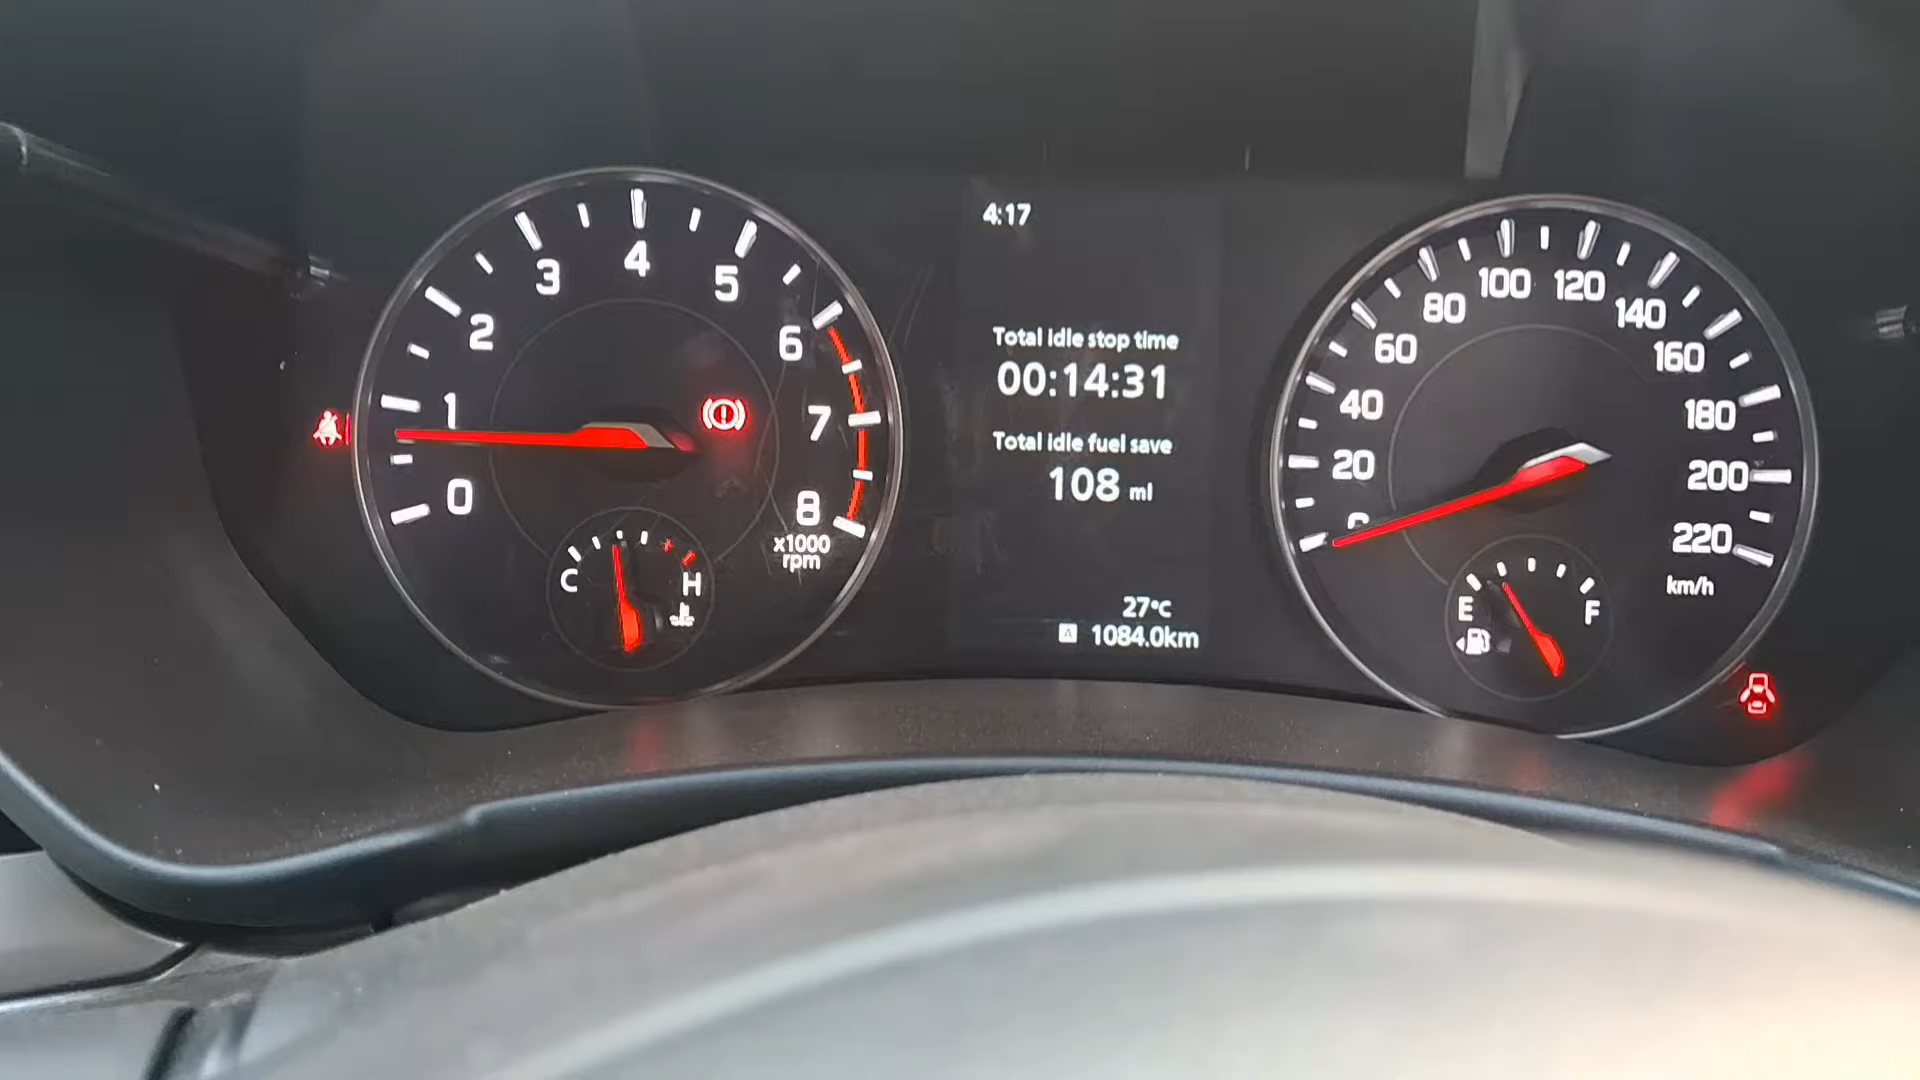 4:17
Total idle stop time
00:14:31
Total idle fuel save
108 ml
27°C
A 1084.0km
0 1 2 3 4 5 6 7 8
x1000
rpm
C H
0 20 40 60 80 100 120 140 160 180 200 220
km/h
E F